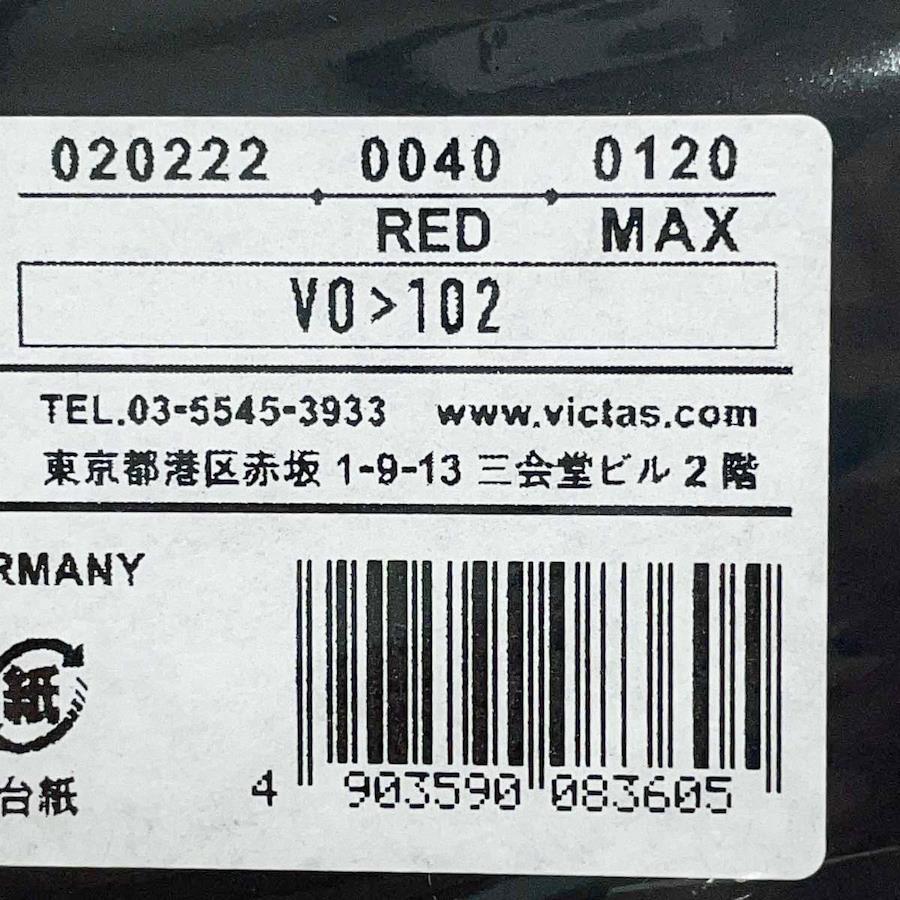 020222 0040 0120
RED MAX
V0>102
TEL.03-5545-3933 www.victas.com
東京都港区赤坂 1-9-13 三会堂ビル 2 階
RMANY
紙
台紙
4 903590 083605